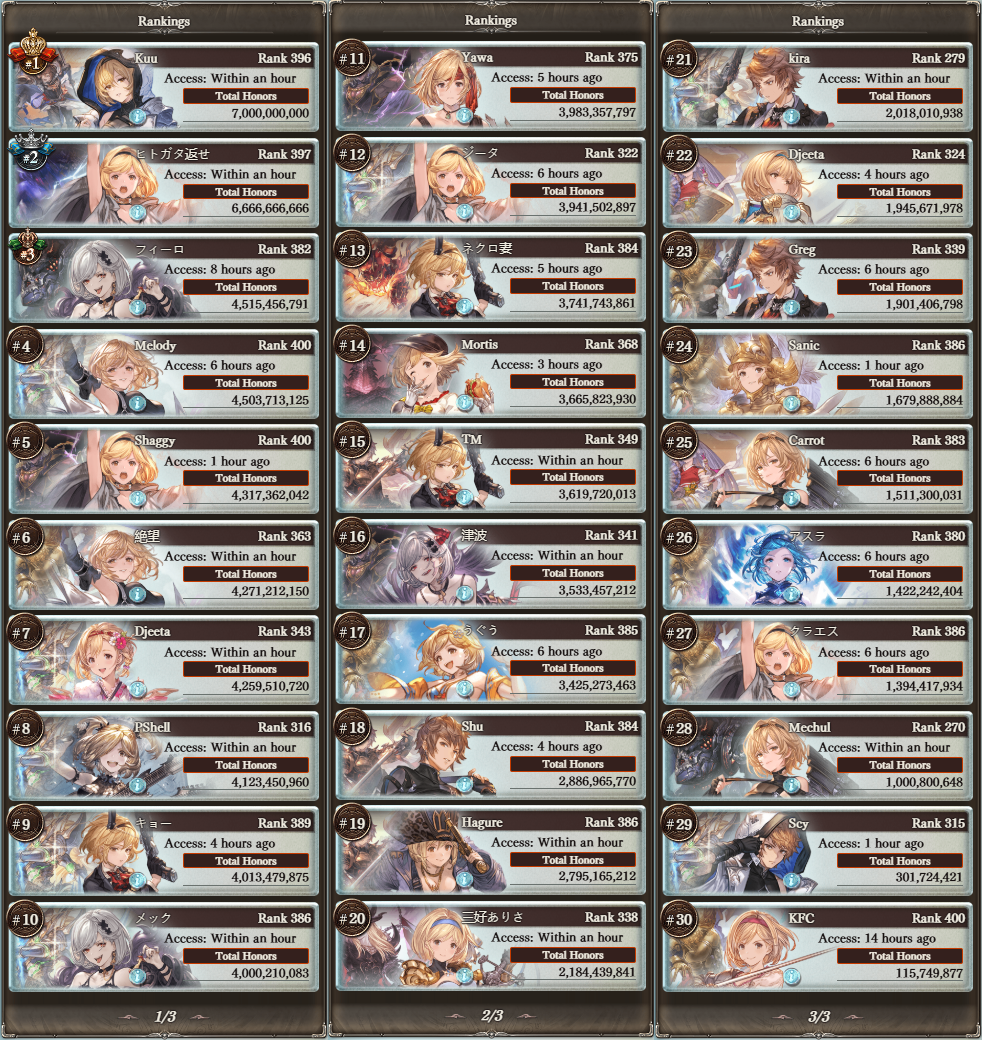 Rankings
#1
Kuu
Rank 396
Access: Within an hour
Total Honors
7,000,000,000
#2
ヒトガタ返せ
Rank 397
Access: Within an hour
Total Honors
6,666,666,666
#3
フィーロ
Rank 382
Access: 8 hours ago
Total Honors
4,515,456,791
#4
Melody
Rank 400
Access: 6 hours ago
Total Honors
4,503,713,125
#5
Shaggy
Rank 400
Access: 1 hour ago
Total Honors
4,317,362,042
#6
絶望
Rank 363
Access: Within an hour
Total Honors
4,271,212,150
#7
Djeeta
Rank 343
Access: Within an hour
Total Honors
4,259,510,720
#8
PShell
Rank 316
Access: Within an hour
Total Honors
4,123,450,960
#9
キョー
Rank 389
Access: 4 hours ago
Total Honors
4,013,479,875
#10
メック
Rank 386
Access: Within an hour
Total Honors
4,000,210,083
1/3
Rankings
#11
Yawa
Rank 375
Access: 5 hours ago
Total Honors
3,983,357,797
#12
ジータ
Rank 322
Access: 6 hours ago
Total Honors
3,941,502,897
#13
ネクロ妻
Rank 384
Access: 5 hours ago
Total Honors
3,741,743,861
#14
Mortis
Rank 368
Access: 3 hours ago
Total Honors
3,665,823,930
#15
TM
Rank 349
Access: Within an hour
Total Honors
3,619,720,013
#16
津波
Rank 341
Access: Within an hour
Total Honors
3,533,457,212
#17
うぐう
Rank 385
Access: 6 hours ago
Total Honors
3,425,273,463
#18
Shu
Rank 384
Access: 4 hours ago
Total Honors
2,886,965,770
#19
Hagure
Rank 386
Access: Within an hour
Total Honors
2,795,165,212
#20
三好ありさ
Rank 338
Access: Within an hour
Total Honors
2,184,439,841
2/3
Rankings
#21
kira
Rank 279
Access: Within an hour
Total Honors
2,018,010,938
#22
Djeeta
Rank 324
Access: 4 hours ago
Total Honors
1,945,671,978
#23
Greg
Rank 339
Access: 6 hours ago
Total Honors
1,901,406,798
#24
Sanic
Rank 386
Access: 1 hour ago
Total Honors
1,679,888,884
#25
Carrot
Rank 383
Access: 6 hours ago
Total Honors
1,511,300,031
#26
アスラ
Rank 380
Access: 6 hours ago
Total Honors
1,422,242,404
#27
クラエス
Rank 386
Access: 6 hours ago
Total Honors
1,394,417,934
#28
Mechul
Rank 270
Access: Within an hour
Total Honors
1,000,800,648
#29
Scy
Rank 315
Access: 1 hour ago
Total Honors
301,724,421
#30
KFC
Rank 400
Access: 14 hours ago
Total Honors
115,749,877
3/3